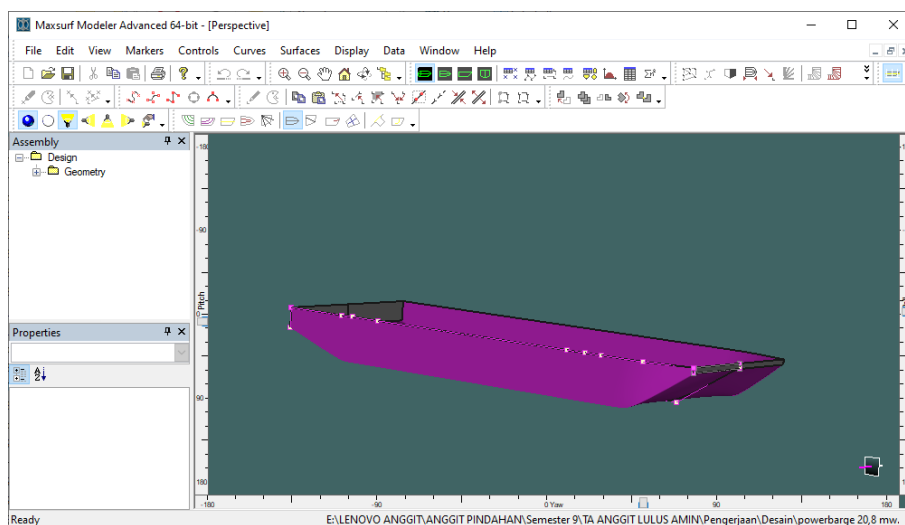 Maxsurf Modeler Advanced 64-bit - [Perspective]
File Edit View Markers Controls Curves Surfaces Display Data Window Help
Assembly
Design
Geometry
Properties
-180
-90
0 Pitch
90
180
-180 -90 0 Yaw 90 180
Ready E:\LENOVO ANGGIT\ANGGIT PINDAHAN\Semester 9\TA ANGGIT LULUS AMIN\Pengerjaan\Desain\powerbarge 20,8 mw.